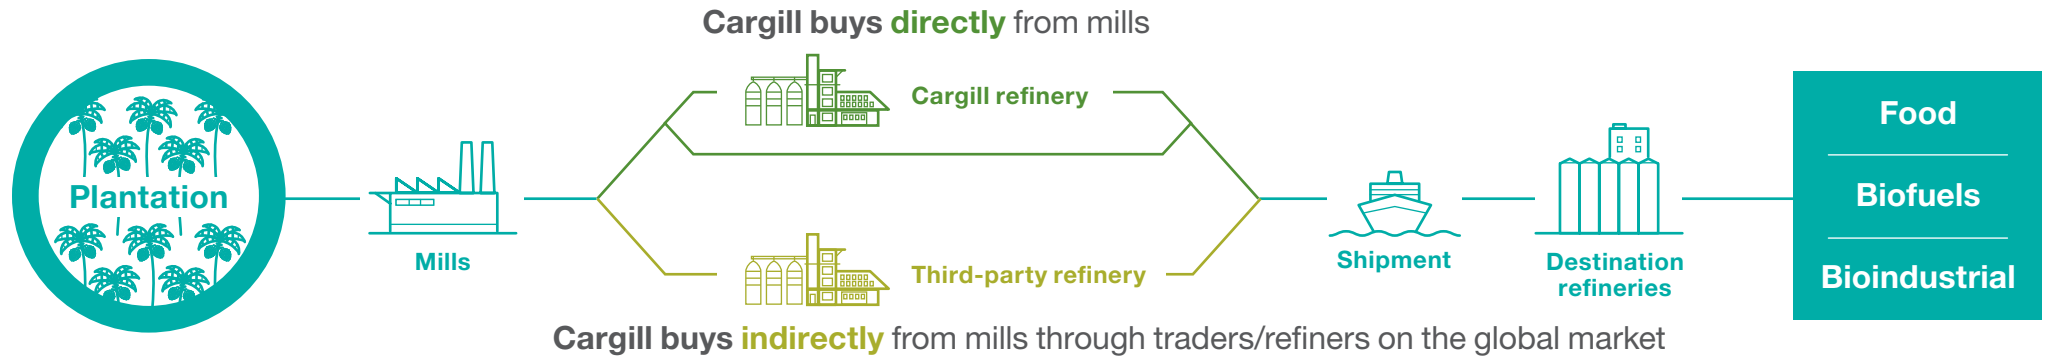 Cargill buys directly from mills
Plantation
Mills
Cargill refinery
Third-party refinery
Cargill buys indirectly from mills through traders/refiners on the global market
Shipment
Destination
refineries
Food
Biofuels
Bioindustrial